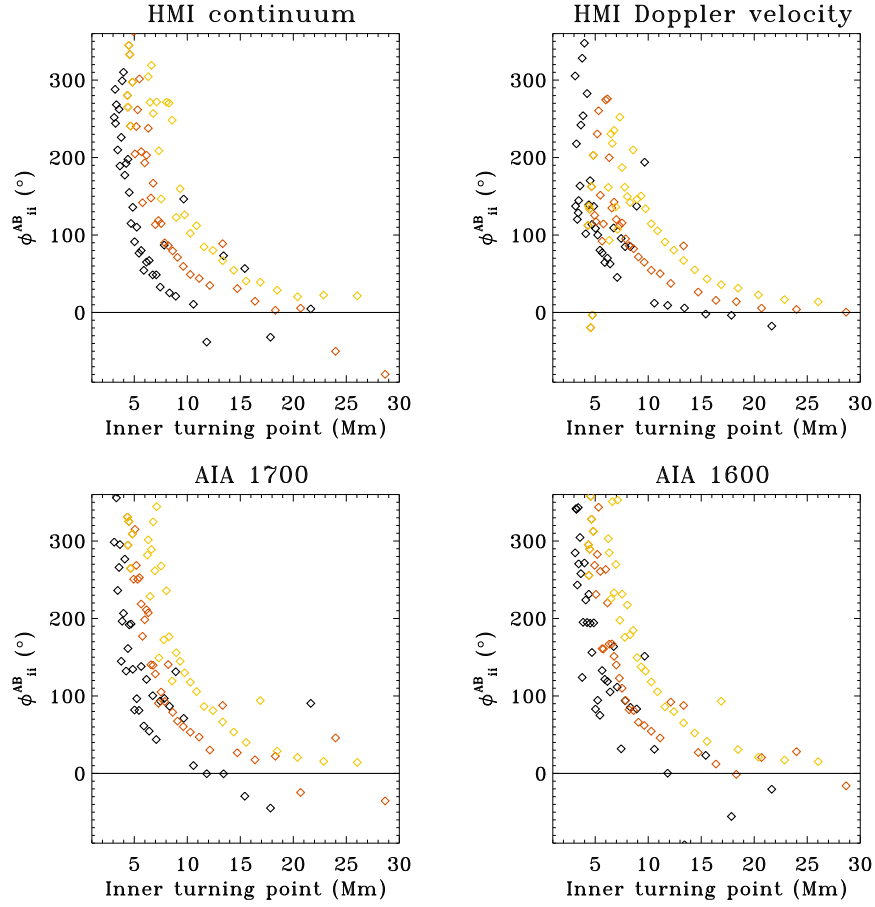 HMI continuum
HMI Doppler velocity
300
200
100
0
ϕ^AB_ii (°)
5 10 15 20 25 30
Inner turning point (Mm)
300
200
100
0
ϕ^AB_ii (°)
5 10 15 20 25 30
Inner turning point (Mm)
AIA 1700
AIA 1600
300
200
100
0
ϕ^AB_ii (°)
5 10 15 20 25 30
Inner turning point (Mm)
300
200
100
0
ϕ^AB_ii (°)
5 10 15 20 25 30
Inner turning point (Mm)